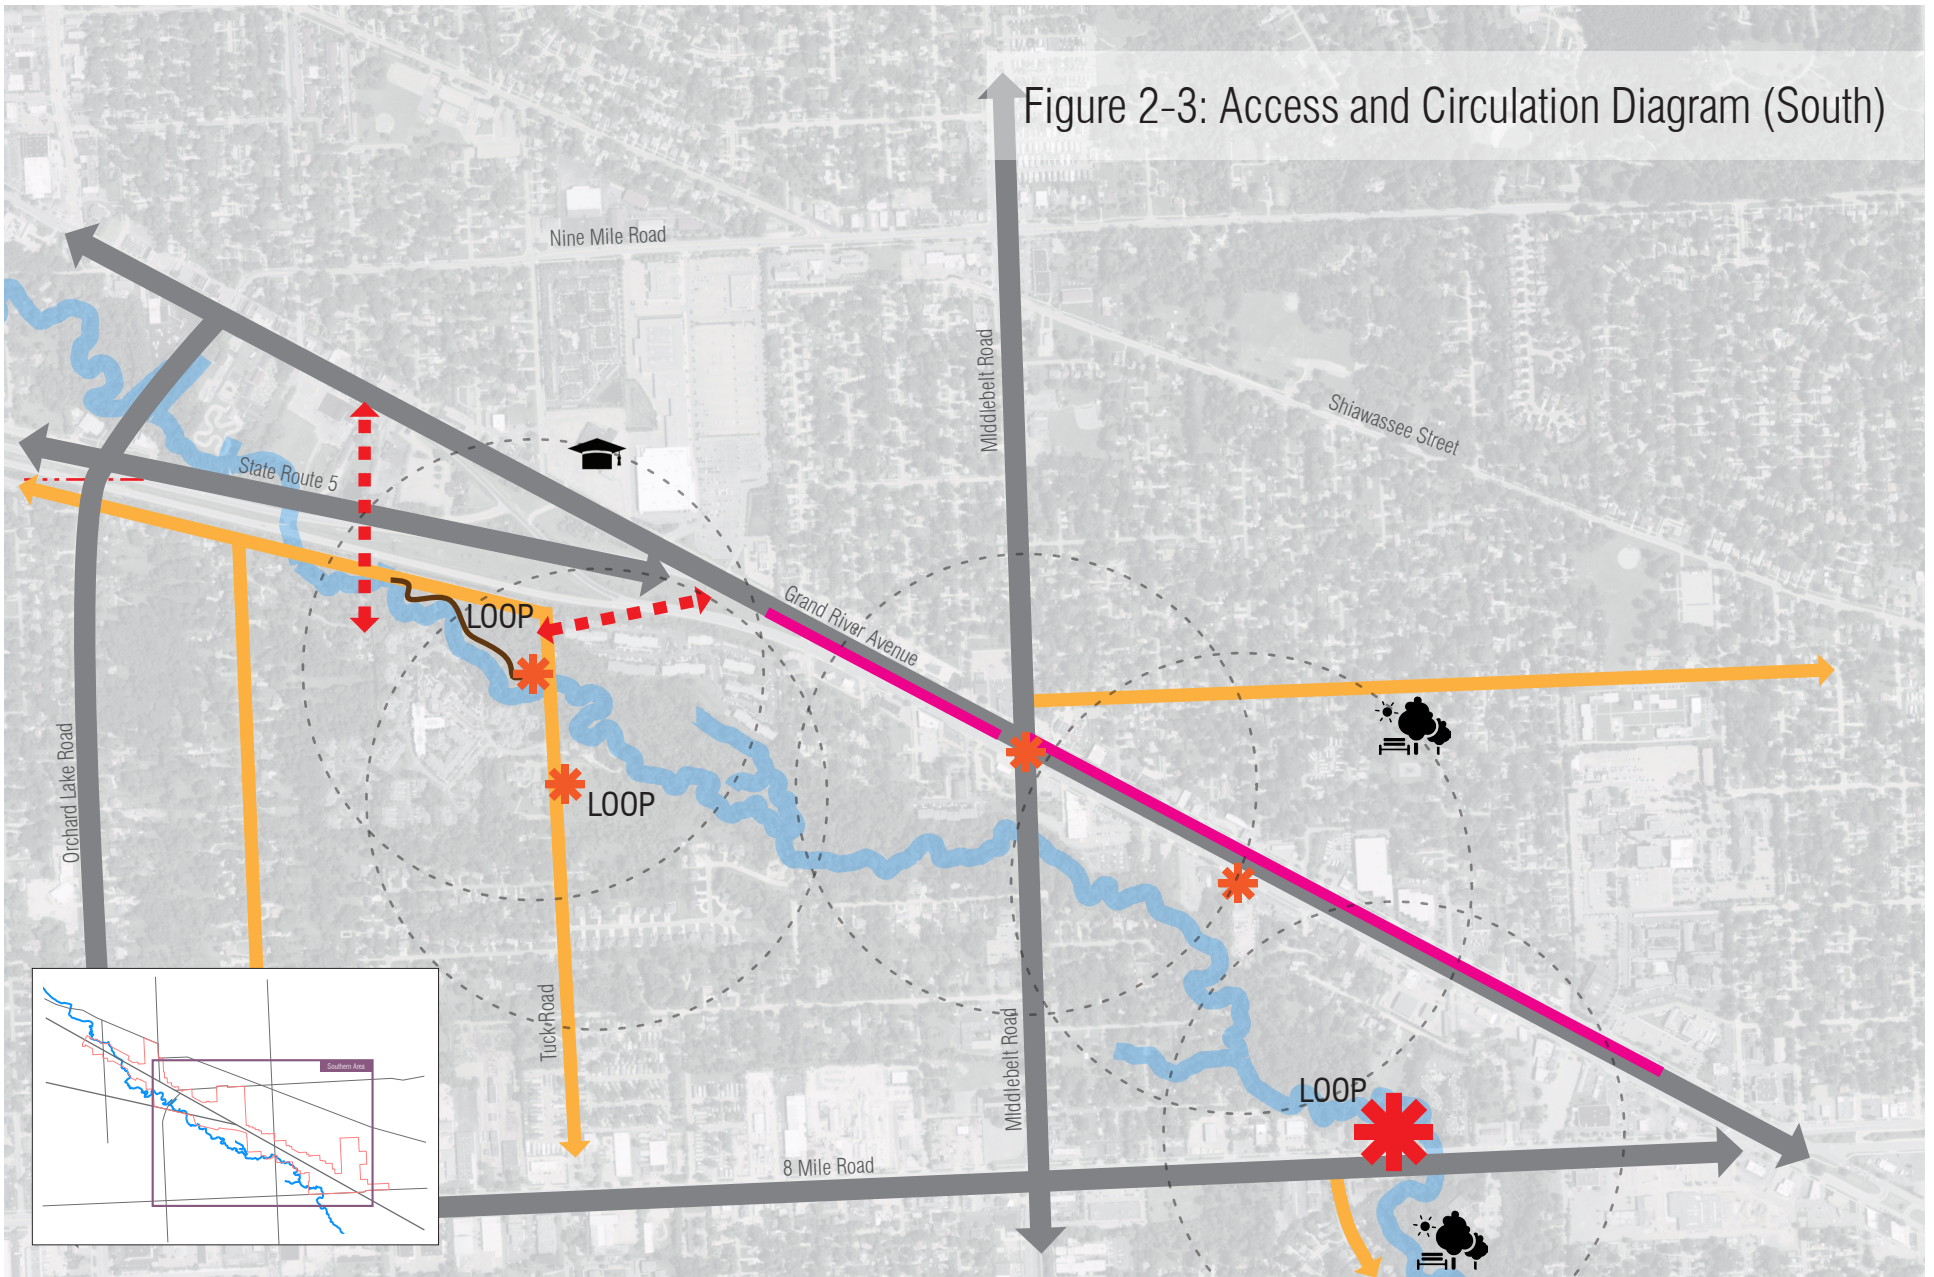 Figure 2-3: Access and Circulation Diagram (South)
Nine Mile Road
MIddlebelt Road
Shiawassee Street
State Route 5
Grand River Avenue
LOOP
Orchard Lake Road
LOOP
Tuck Road
MIddlebelt Road
LOOP
8 Mile Road
Southern Area